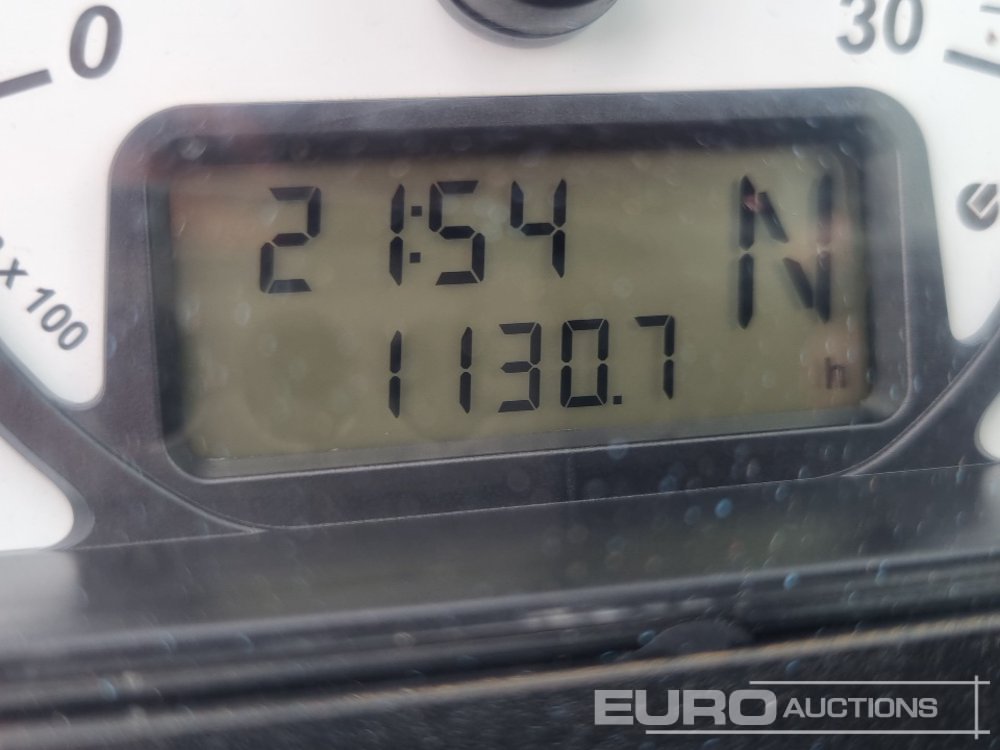 0
30
x 100
21:54 N
1130.7 h
EURO AUCTIONS